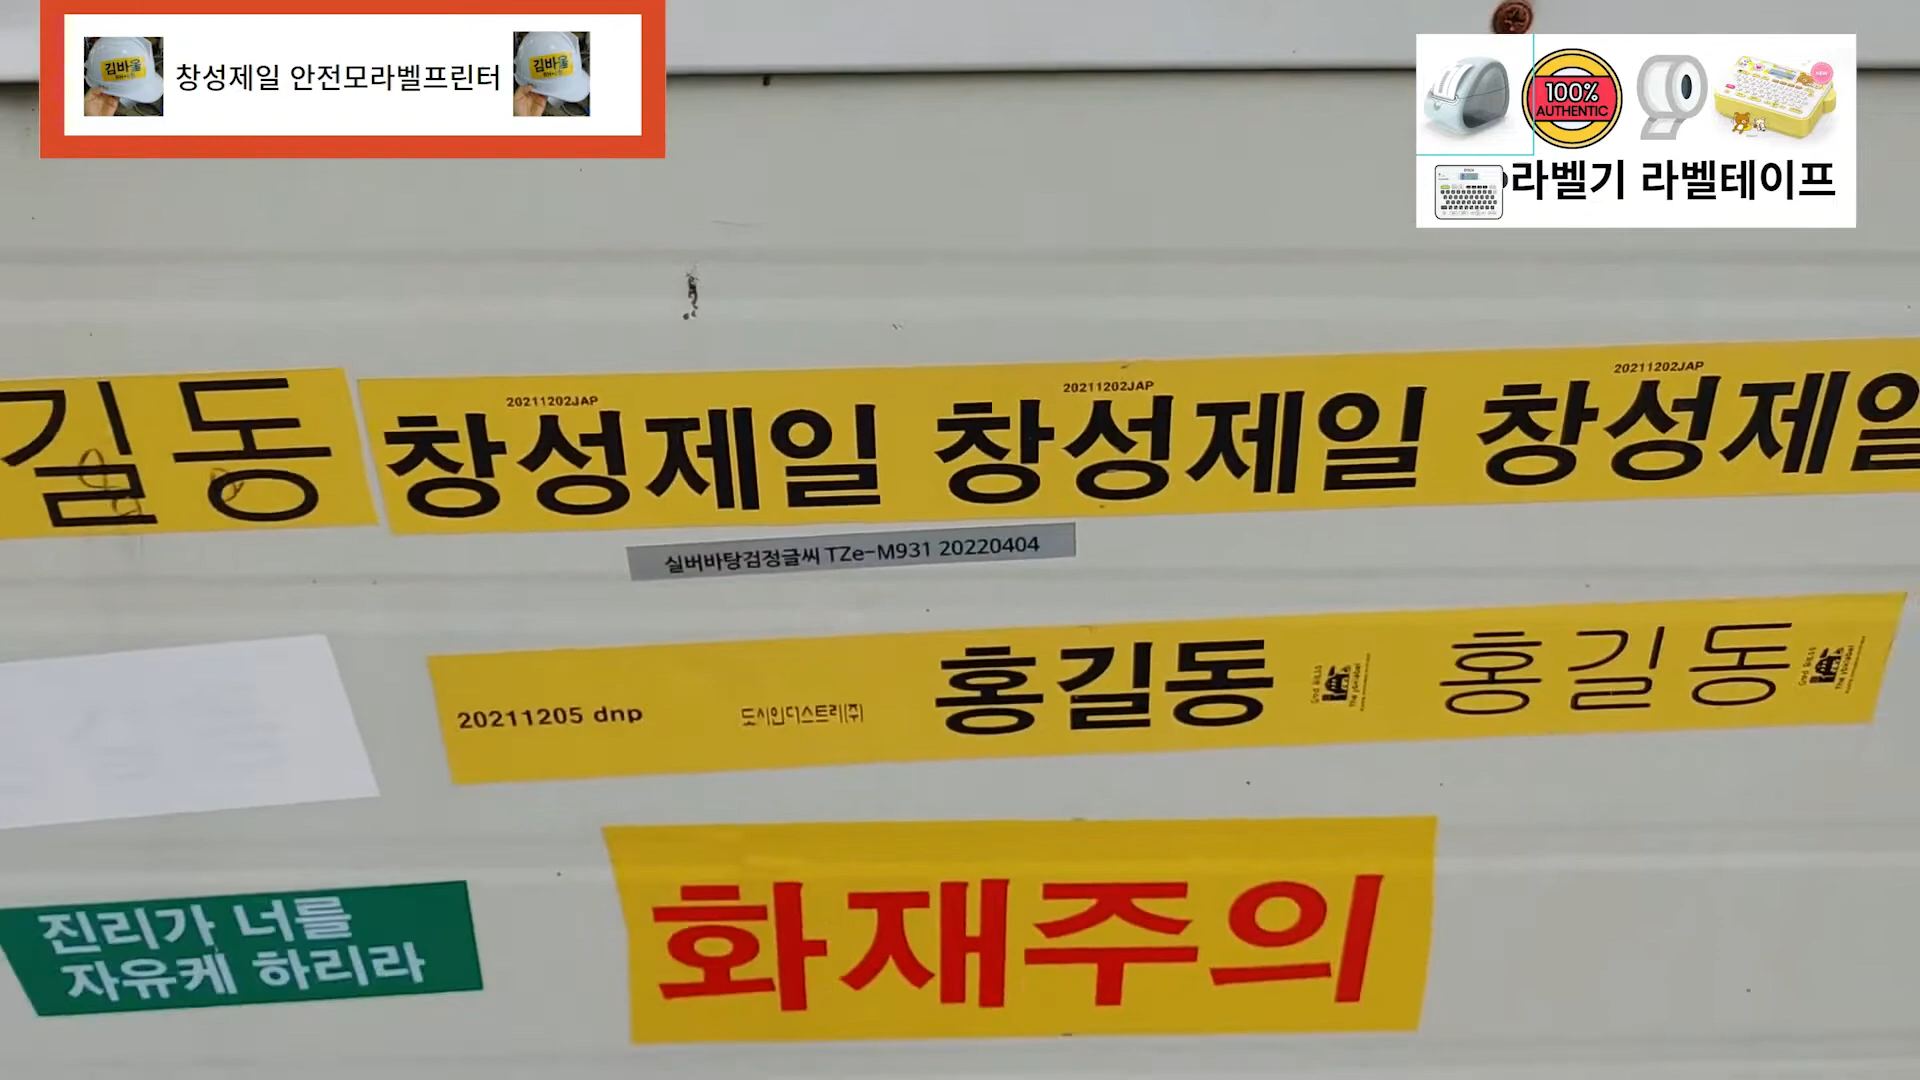 김바울
창성제일 안전모라벨프린터
김바울
100%
AUTHENTIC
NEW
라벨기 라벨테이프
길동
20211202JAP
창성제일
20211202JAP
창성제일
20211202JAP
창성제일
실버바탕검정글씨 TZe-M931 20220404
20211205 dnp
도시인더스트리(주)
홍길동
홍길동
진리가 너를
자유케 하리라
화재주의